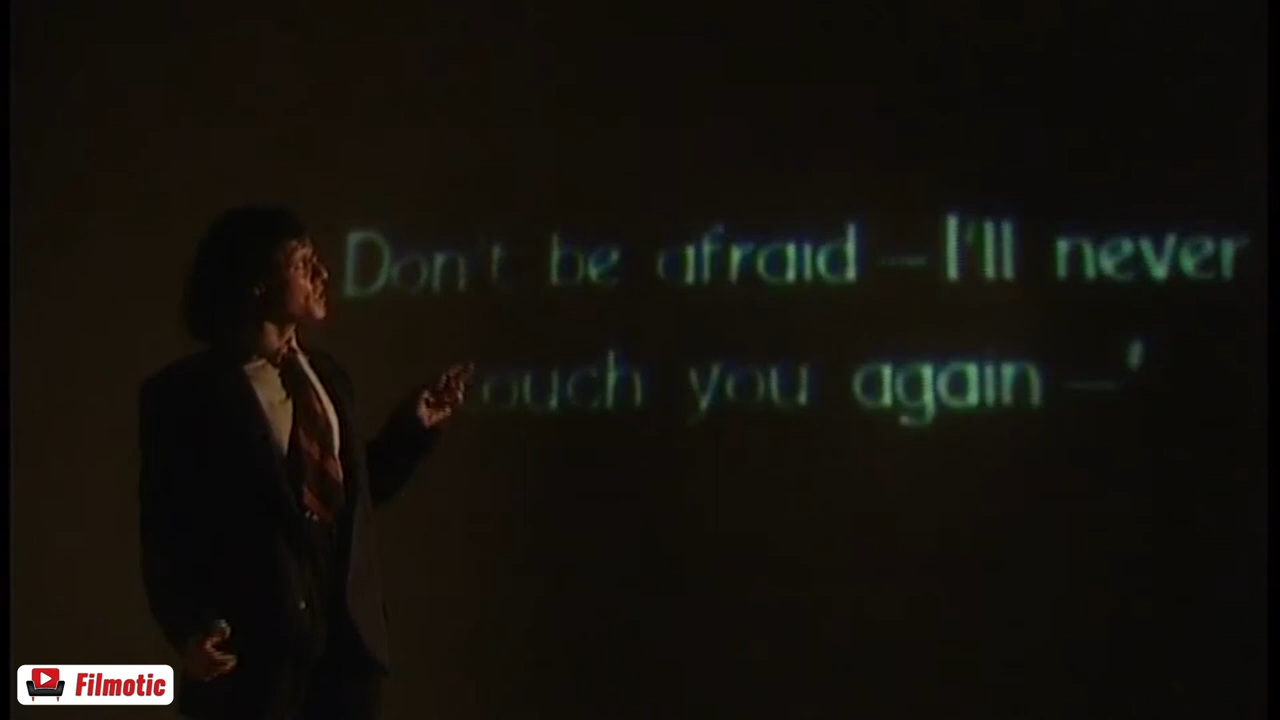 Don't be afraid — I'll never
touch you again —'
Filmotic